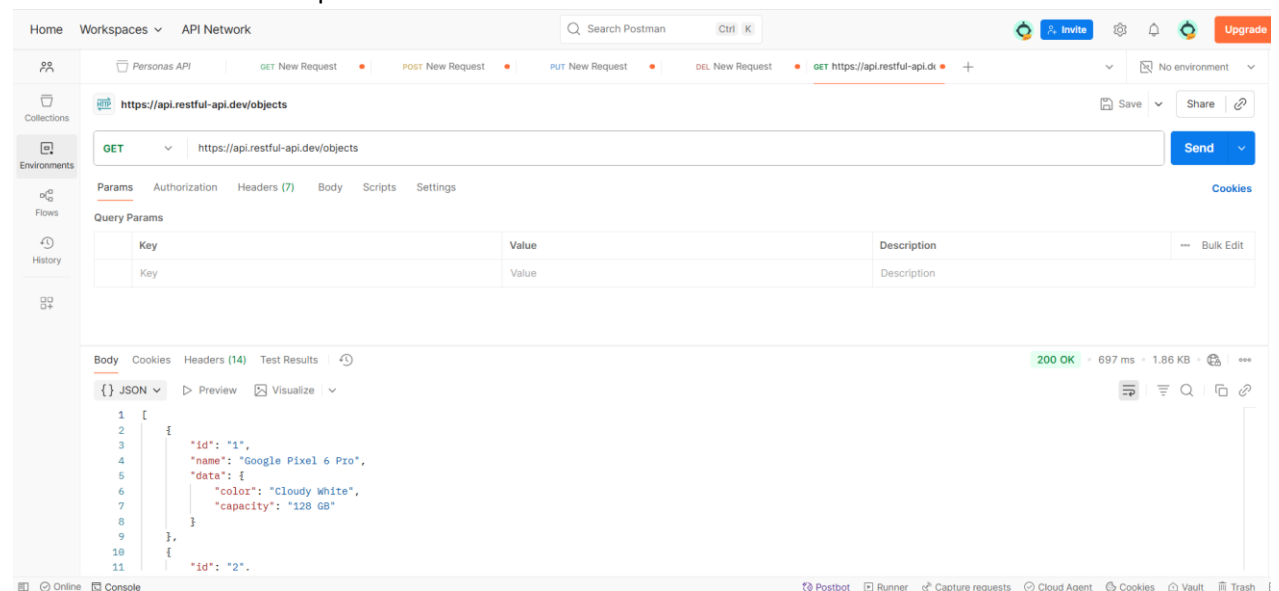 Home Workspaces API Network Search Postman Ctrl K Invite Upgrade
Personas API GET New Request POST New Request PUT New Request DEL New Request GET https://api.restful-api.de No environment
Collections
HTTP https://api.restful-api.dev/objects Save Share
Environments
GET https://api.restful-api.dev/objects Send
Params Authorization Headers (7) Body Scripts Settings Cookies
Flows
Query Params
History
Key Value Description Bulk Edit
Key Value Description
Body Cookies Headers (14) Test Results 200 OK 697 ms 1.86 KB
{} JSON Preview Visualize
1 [
2 {
3 "id": "1",
4 "name": "Google Pixel 6 Pro",
5 "data": {
6 "color": "Cloudy White",
7 "capacity": "128 GB"
8 }
9 },
10 {
11 "id": "2",
Online Console Postbot Runner Capture requests Cloud Agent Cookies Vault Trash